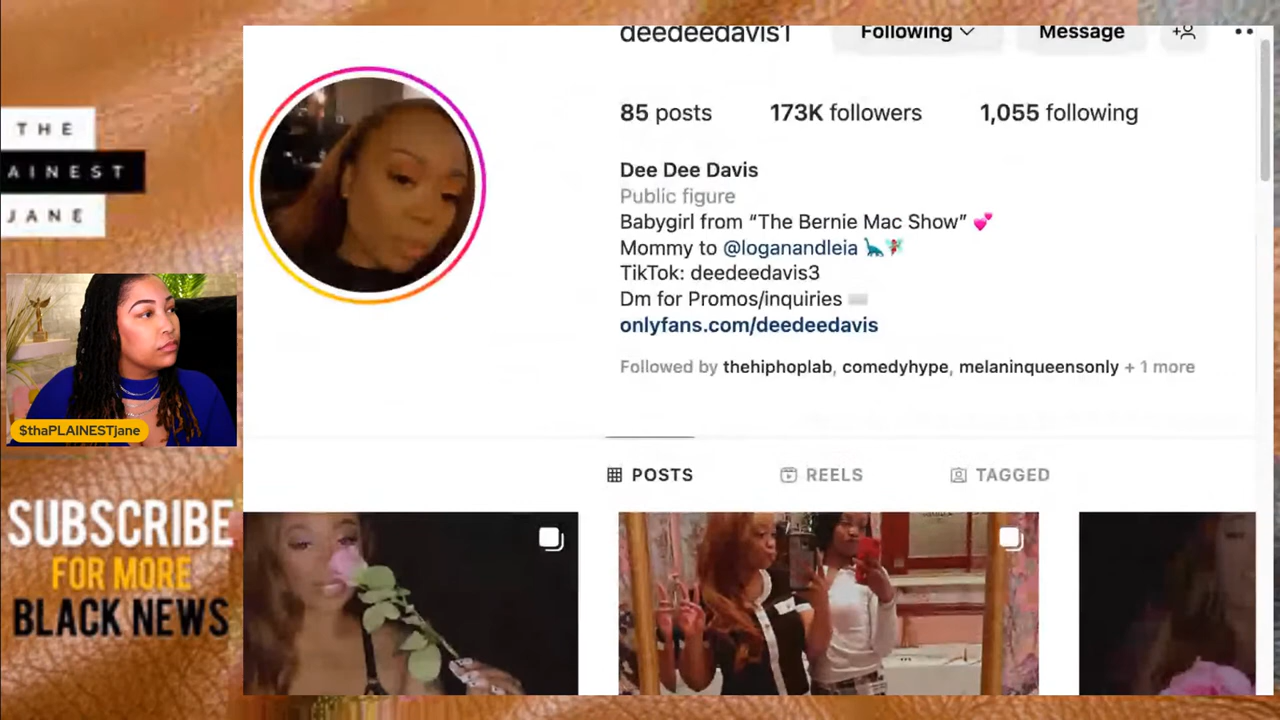 deedeedavis1
Following
Message
85 posts
173K followers
1,055 following
Dee Dee Davis
Public figure
Babygirl from “The Bernie Mac Show” 💕
Mommy to @loganandleia 🦕🧚
TikTok: deedeedavis3
Dm for Promos/inquiries
onlyfans.com/deedeedavis
Followed by thehiphoplab, comedyhype, melaninqueensonly + 1 more
POSTS
REELS
TAGGED
THE
AINEST
JANE
$thaPLAINESTjane
SUBSCRIBE
FOR MORE
BLACK NEWS